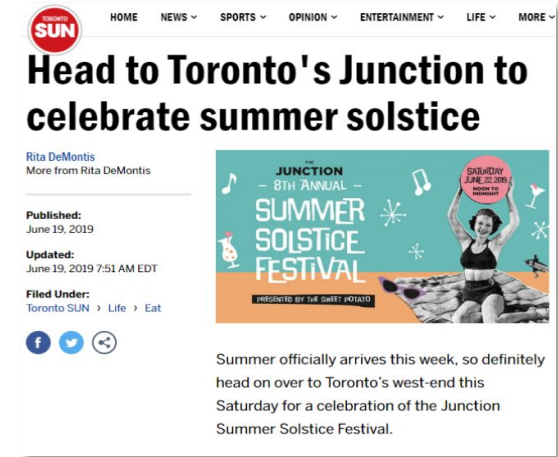 TORONTO
SUN
HOME NEWS SPORTS OPINION ENTERTAINMENT LIFE MORE
Head to Toronto's Junction to
celebrate summer solstice
Rita DeMontis
More from Rita DeMontis
Published:
June 19, 2019
Updated:
June 19, 2019 7:51 AM EDT
Filed Under:
Toronto SUN › Life › Eat
f
THE
JUNCTION
– 8TH ANNUAL –
SUMMER
SOLSTICE
FESTIVAL
PRESENTED BY THE SWEET POTATO
SATURDAY
JUNE 22, 2019
NOON TO
MIDNIGHT
Summer officially arrives this week, so definitely
head on over to Toronto’s west-end this
Saturday for a celebration of the Junction
Summer Solstice Festival.